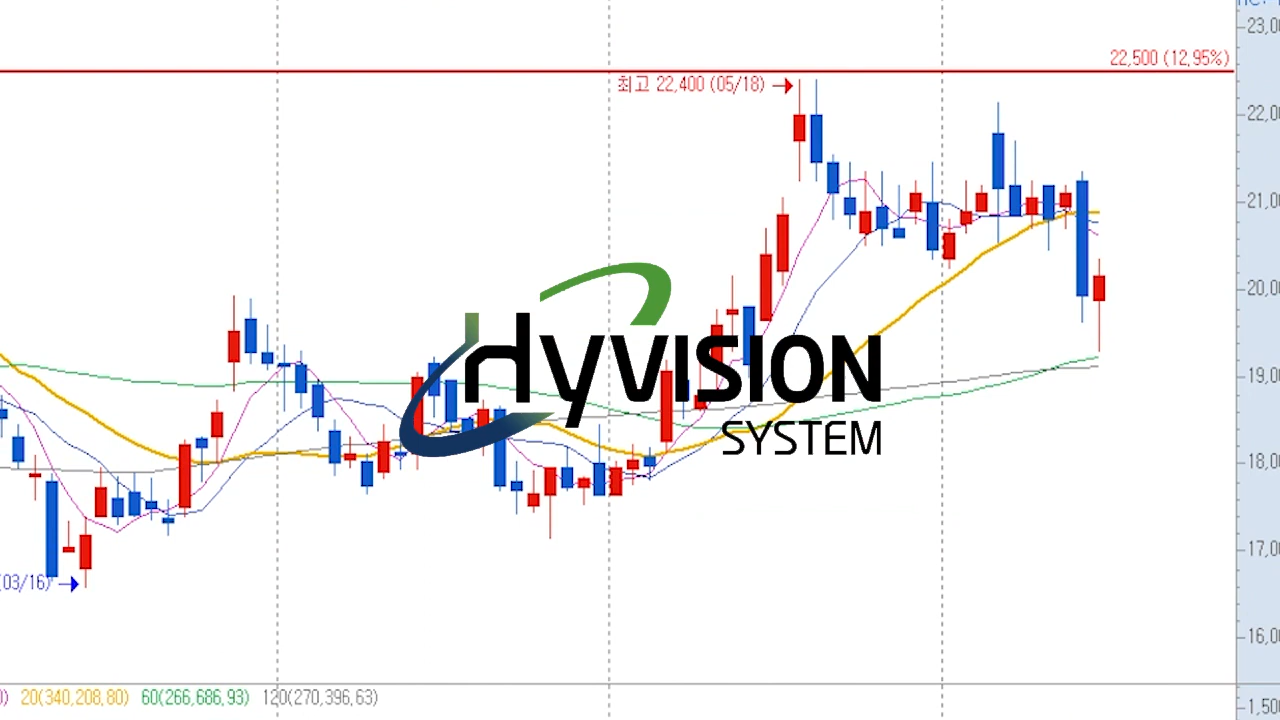 23,00
22,500 (12,95%)
최고 22,400 (05/18)
22,00
21,00
20,00
HYVISION
SYSTEM
19,00
18,00
17,00
(03/16)
16,00
20(340,208,80) 60(266,686,93) 120(270,396,63)
1,500